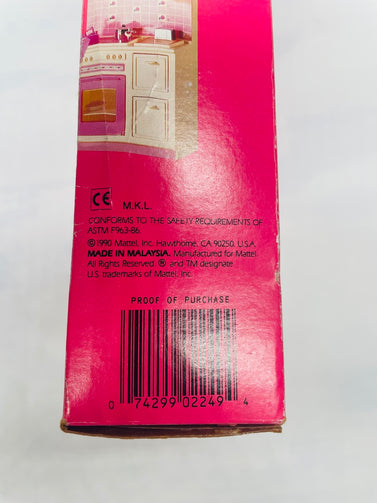 CE M.K.L.
CONFORMS TO THE SAFETY REQUIREMENTS OF
ASTM F963-86.
© 1990 Mattel, Inc. Hawthorne, CA 90250. U.S.A.
MADE IN MALAYSIA. Manufactured for Mattel.
All Rights Reserved. ® and TM designate
U.S. trademarks of Mattel, Inc.
PROOF OF PURCHASE
0 74299 02249 4